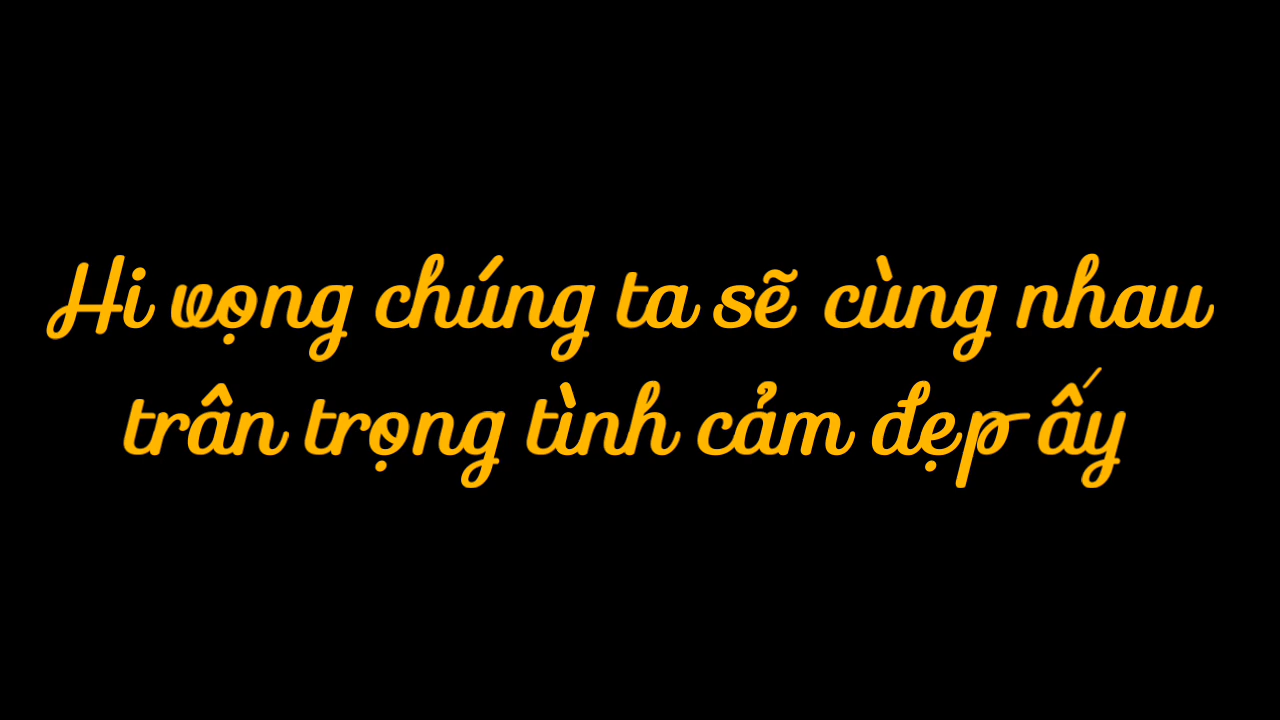 Hi vọng chúng ta sẽ cùng nhau
trân trọng tình cảm đẹp ấy